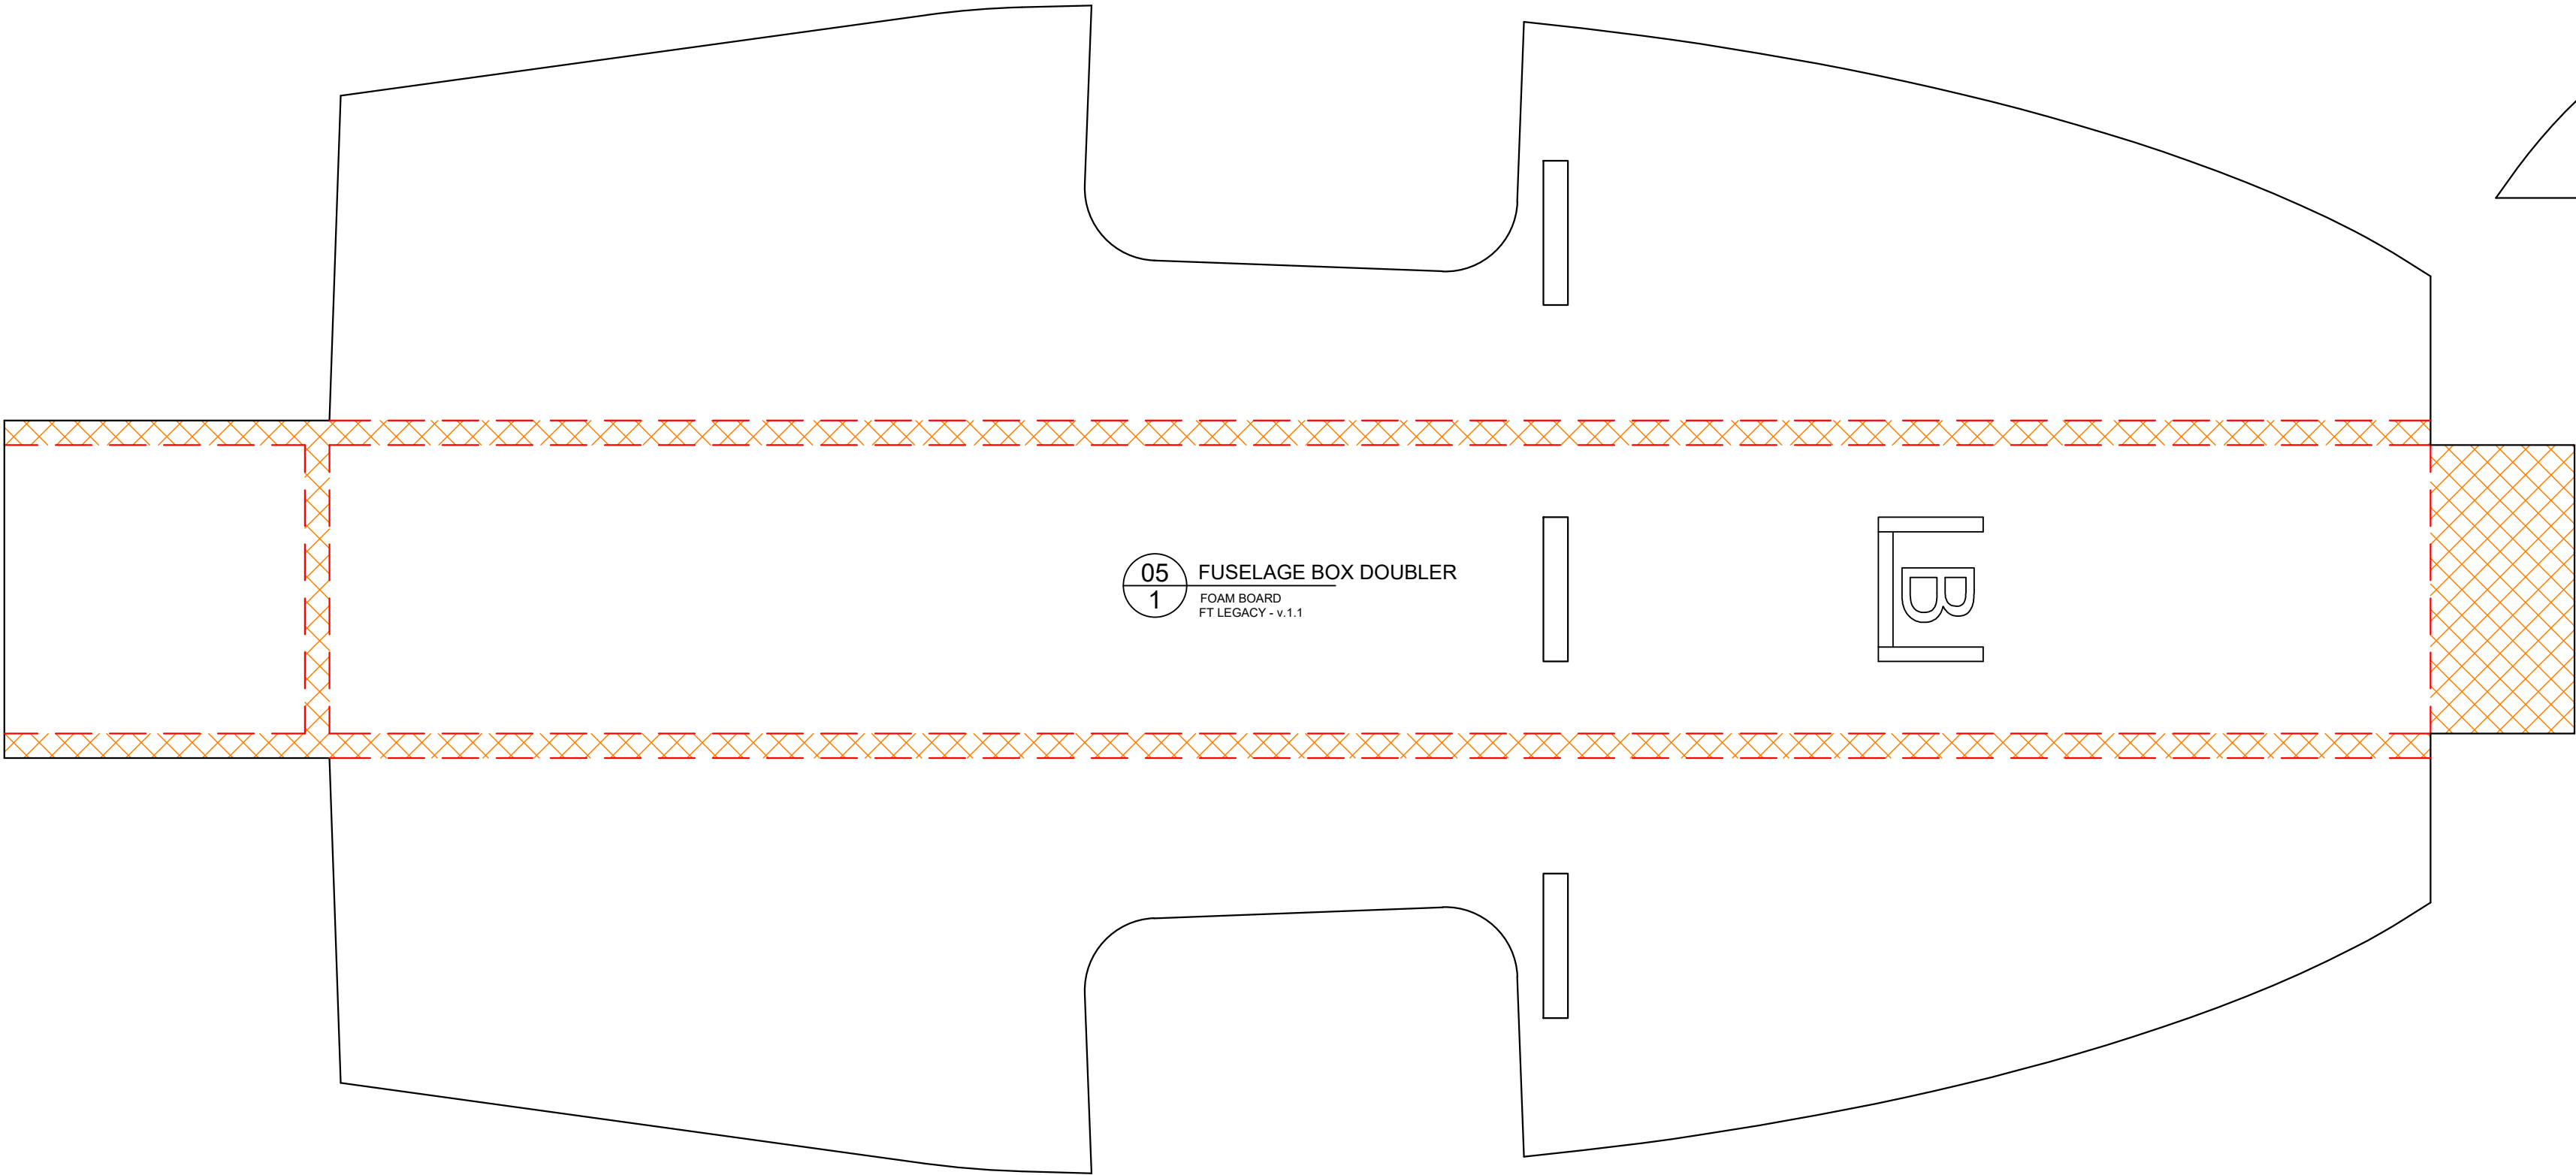 05
1
FUSELAGE BOX DOUBLER
FOAM BOARD
FT LEGACY - v.1.1
B